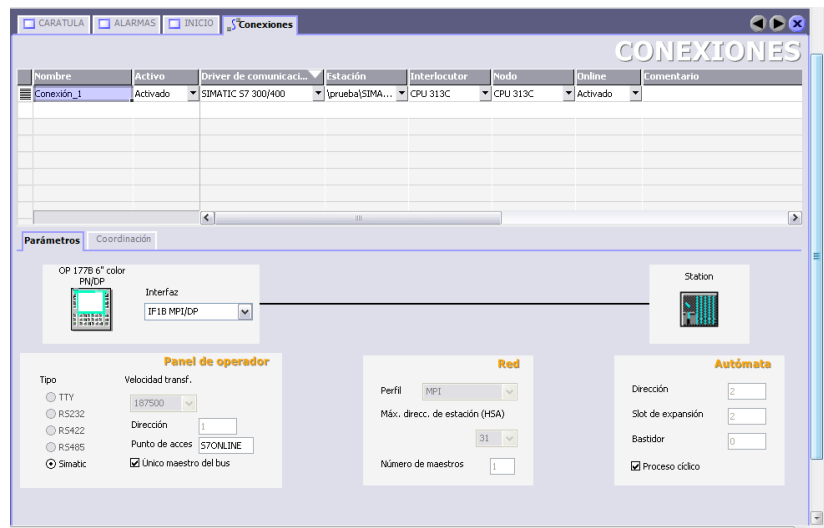 CARATULA ALARMAS INICIO Conexiones
CONEXIONES
Nombre Activo Driver de comunicaci... Estación Interlocutor Nodo Online Comentario
Conexión_1 Activado SIMATIC S7 300/400 \prueba\SIMA... CPU 313C CPU 313C Activado
Parámetros Coordinación
OP 177B 6" color
PN/DP
Interfaz
IF1B MPI/DP
Station
Panel de operador
Tipo Velocidad transf.
TTY
187500
RS232
RS422
Dirección 1
RS485
Punto de acces S7ONLINE
Simatic
Único maestro del bus
Red
Perfil MPI
Máx. direcc. de estación (HSA)
31
Número de maestros 1
Autómata
Dirección 2
Slot de expansión 2
Bastidor 0
Proceso cíclico